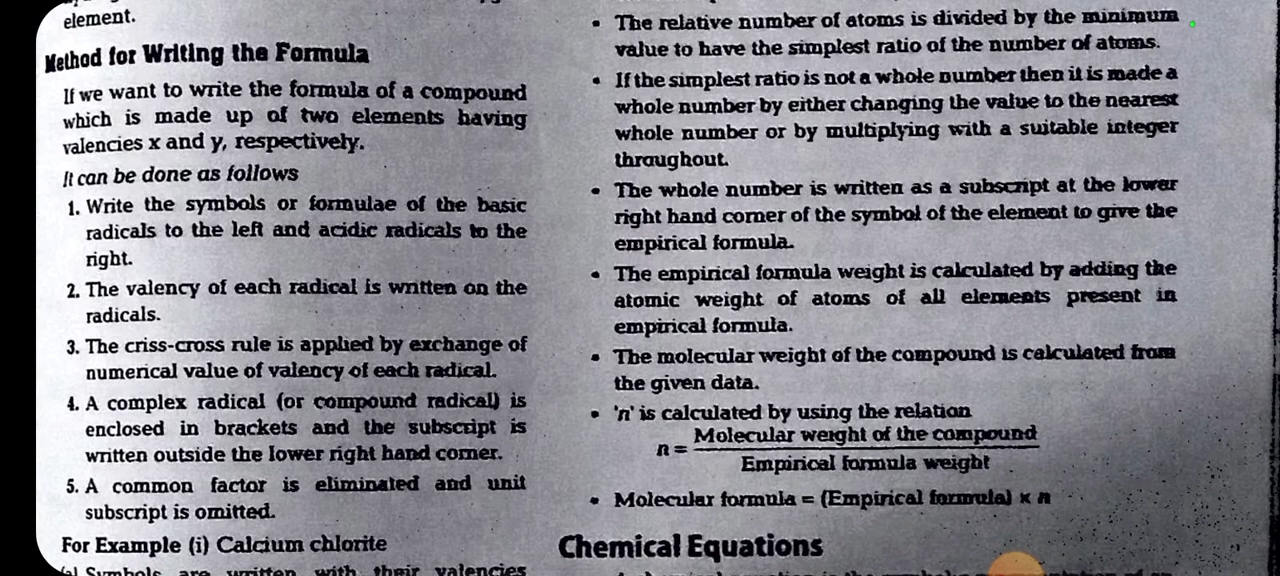 element.
Method for Writing the Formula
If we want to write the formula of a compound
which is made up of two elements having
valencies x and y, respectively.
It can be done as follows
1. Write the symbols or formulae of the basic
radicals to the left and acidic radicals to the
right.
2. The valency of each radical is written on the
radicals.
3. The criss-cross rule is applied by exchange of
numerical value of valency of each radical.
4. A complex radical (or compound radical) is
enclosed in brackets and the subscript is
written outside the lower right hand corner.
5. A common factor is eliminated and unit
subscript is omitted.
For Example (i) Calcium chlorite
(a) Symbols are written with their valencies
• The relative number of atoms is divided by the minimum
value to have the simplest ratio of the number of atoms.
• If the simplest ratio is not a whole number then it is made a
whole number by either changing the value to the nearest
whole number or by multiplying with a suitable integer
throughout.
• The whole number is written as a subscript at the lower
right hand corner of the symbol of the element to give the
empirical formula.
• The empirical formula weight is calculated by adding the
atomic weight of atoms of all elements present in
empirical formula.
• The molecular weight of the compound is calculated from
the given data.
• 'n' is calculated by using the relation
n = Molecular weight of the compound
Empirical formula weight
• Molecular formula = (Empirical formula) × n
Chemical Equations